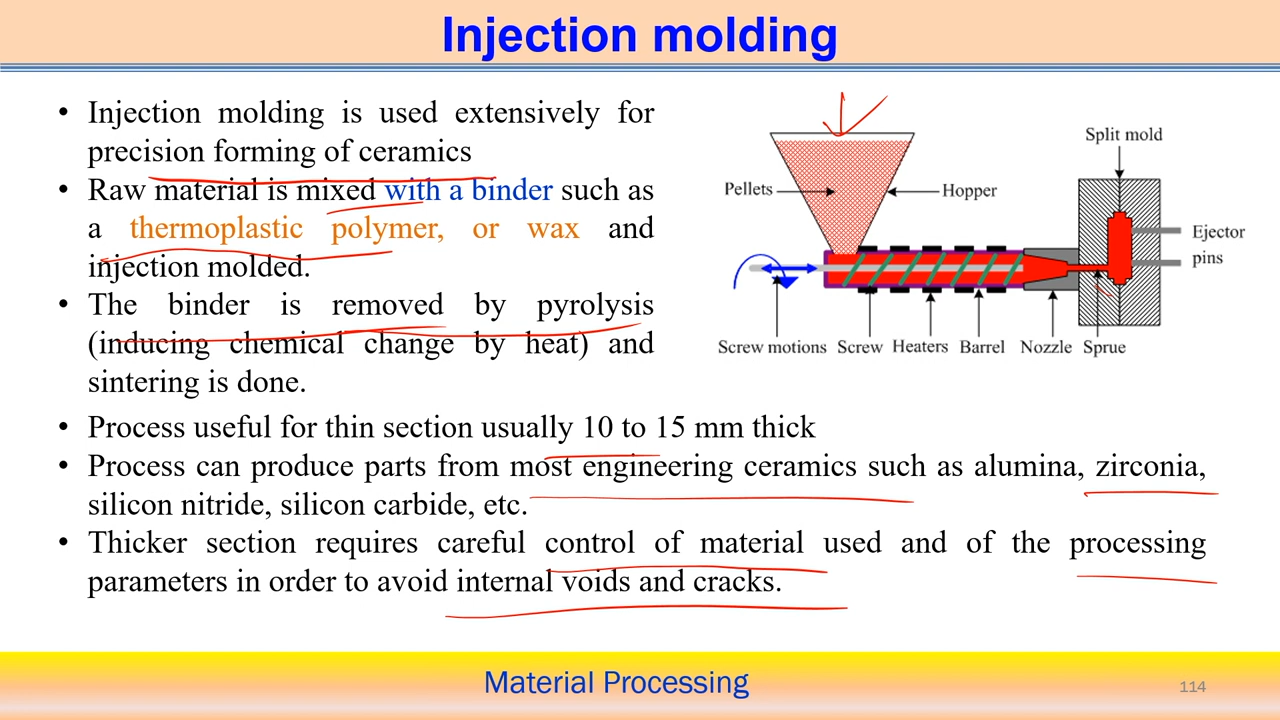 Injection molding
• Injection molding is used extensively for
precision forming of ceramics
• Raw material is mixed with a binder such as
a thermoplastic polymer, or wax and
injection molded.
• The binder is removed by pyrolysis
(inducing chemical change by heat) and
sintering is done.
• Process useful for thin section usually 10 to 15 mm thick
• Process can produce parts from most engineering ceramics such as alumina, zirconia,
silicon nitride, silicon carbide, etc.
• Thicker section requires careful control of material used and of the processing
parameters in order to avoid internal voids and cracks.
Split mold
Pellets
Hopper
Ejector
pins
Screw motions
Screw
Heaters
Barrel
Nozzle
Sprue
Material Processing
114